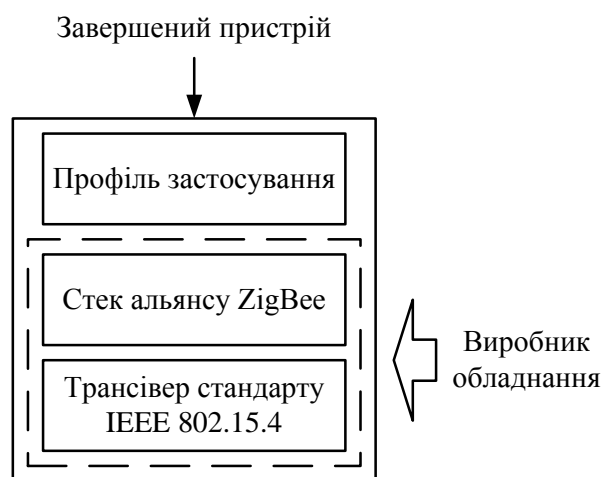 Завершений пристрій
Профіль застосування
Стек альянсу ZigBee
Трансівер стандарту
IEEE 802.15.4
Виробник
обладнання